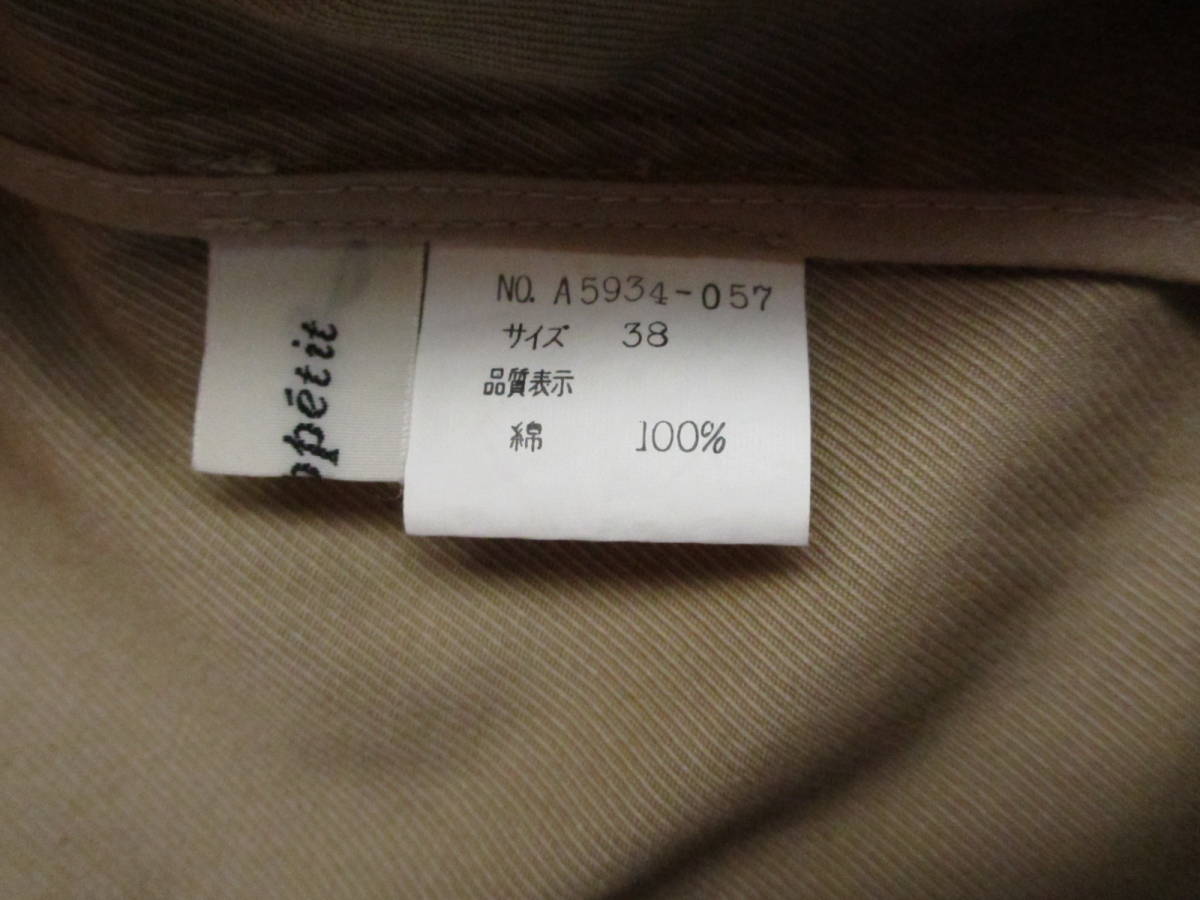 ppētit
NO. A5934-057
サイズ 38
品質表示
綿 100%